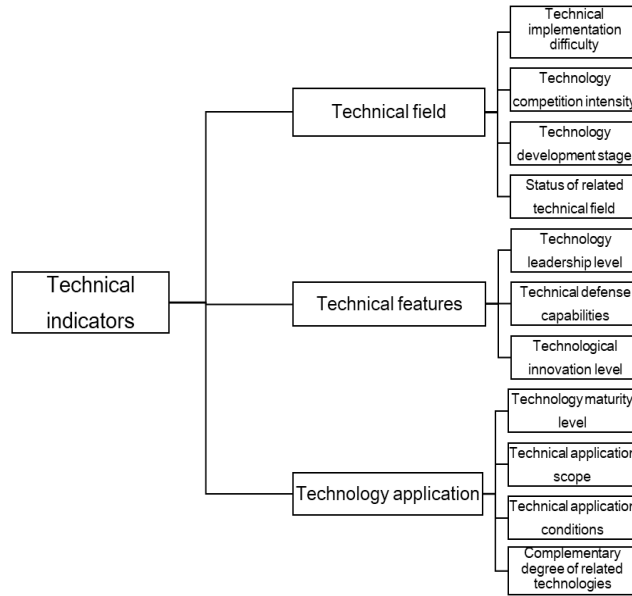 Technical
implementation
difficulty
Technology
competition intensity
Technical field
Technology
development stage
Status of related
technical field
Technology
leadership level
Technical
indicators
Technical features
Technical defense
capabilities
Technological
innovation level
Technology maturity
level
Technical application
scope
Technology application
Technical application
conditions
Complementary
degree of related
technologies